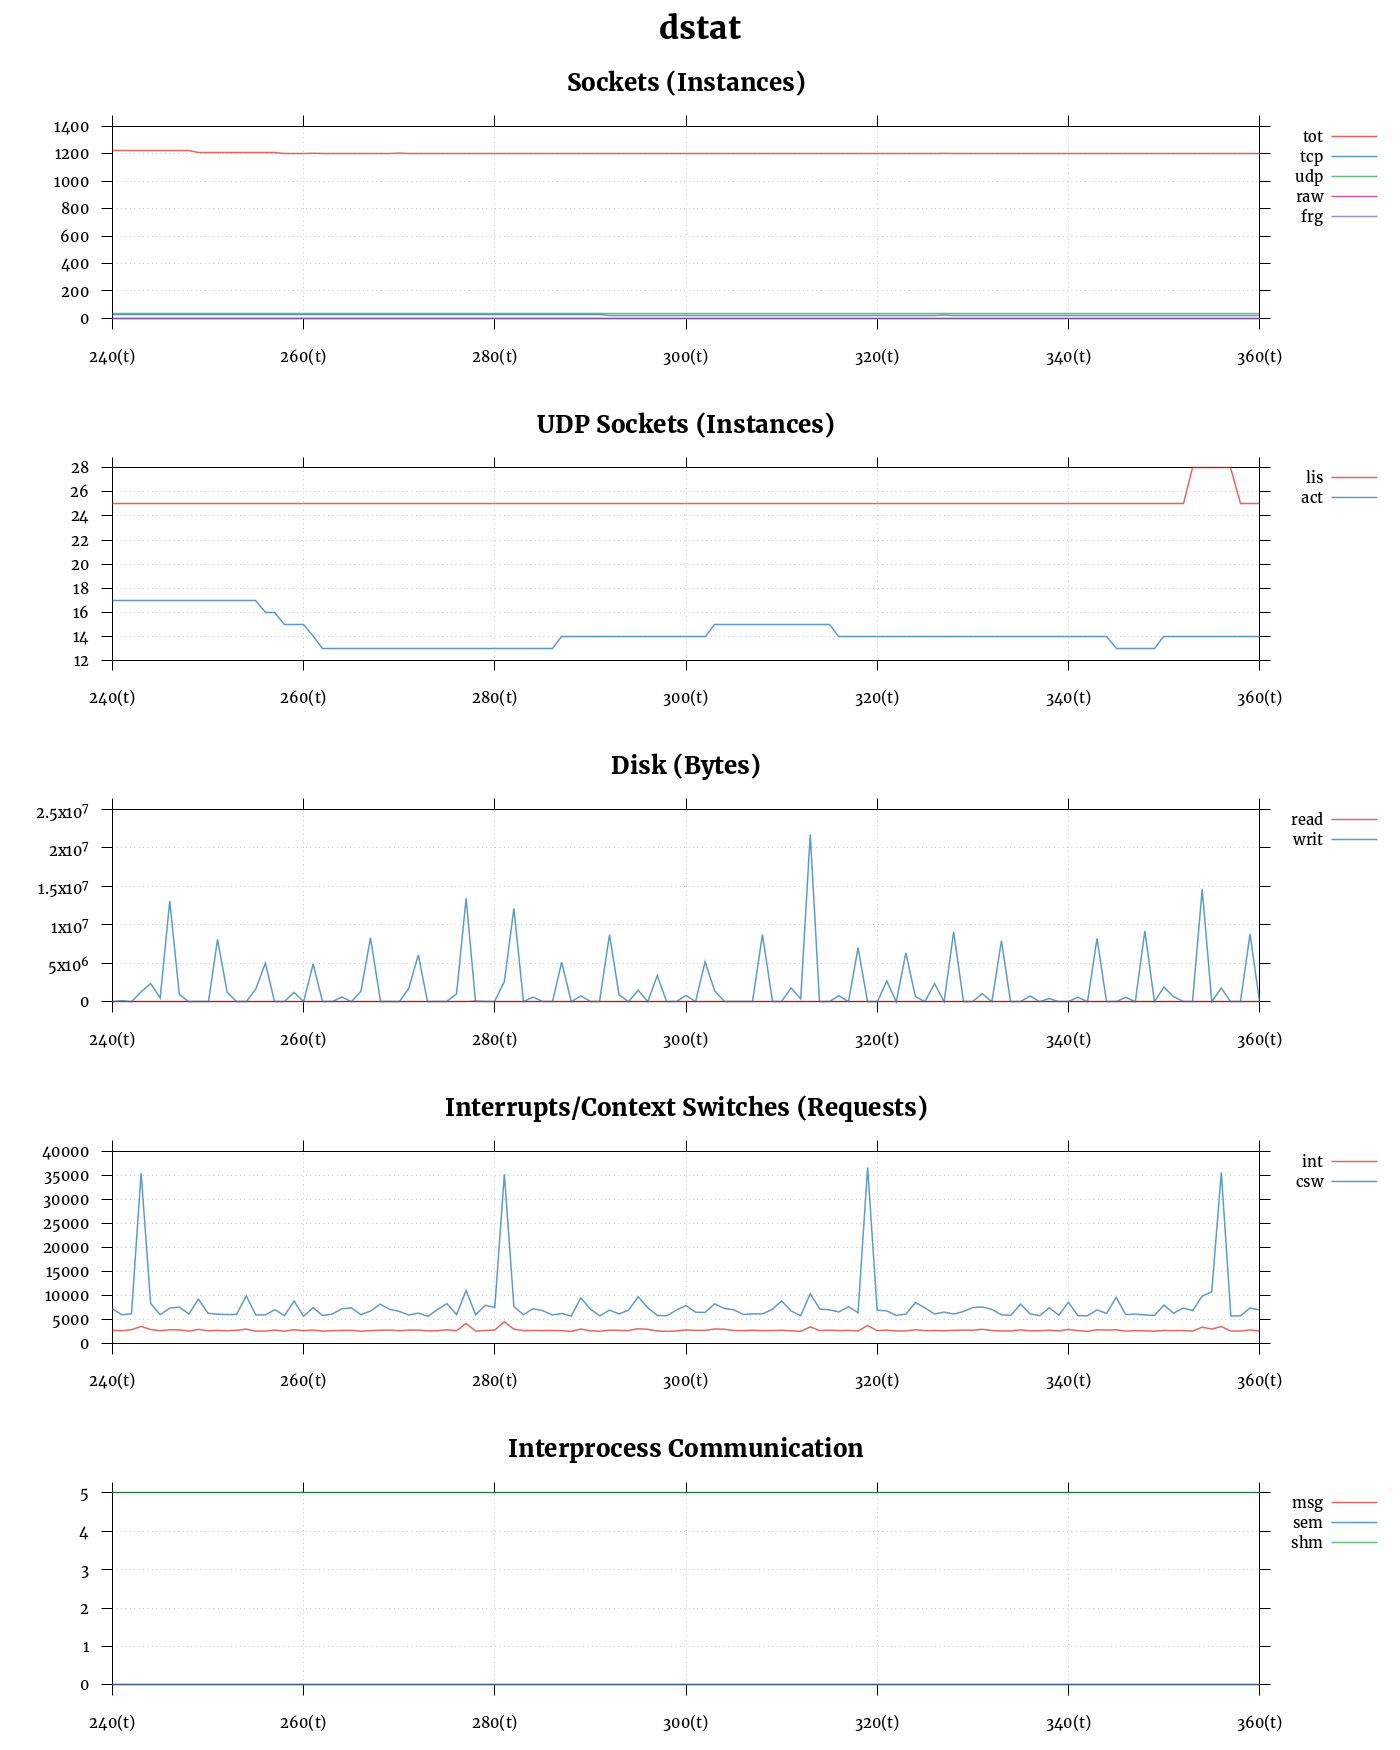 dstat
Sockets (Instances)
1400
1200
1000
800
600
400
200
0
240(t) 260(t) 280(t) 300(t) 320(t) 340(t) 360(t)
tot
tcp
udp
raw
frg
UDP Sockets (Instances)
28
26
24
22
20
18
16
14
12
240(t) 260(t) 280(t) 300(t) 320(t) 340(t) 360(t)
lis
act
Disk (Bytes)
2.5x10⁷
2x10⁷
1.5x10⁷
1x10⁷
5x10⁶
0
240(t) 260(t) 280(t) 300(t) 320(t) 340(t) 360(t)
read
writ
Interrupts/Context Switches (Requests)
40000
35000
30000
25000
20000
15000
10000
5000
0
240(t) 260(t) 280(t) 300(t) 320(t) 340(t) 360(t)
int
csw
Interprocess Communication
5
4
3
2
1
0
240(t) 260(t) 280(t) 300(t) 320(t) 340(t) 360(t)
msg
sem
shm